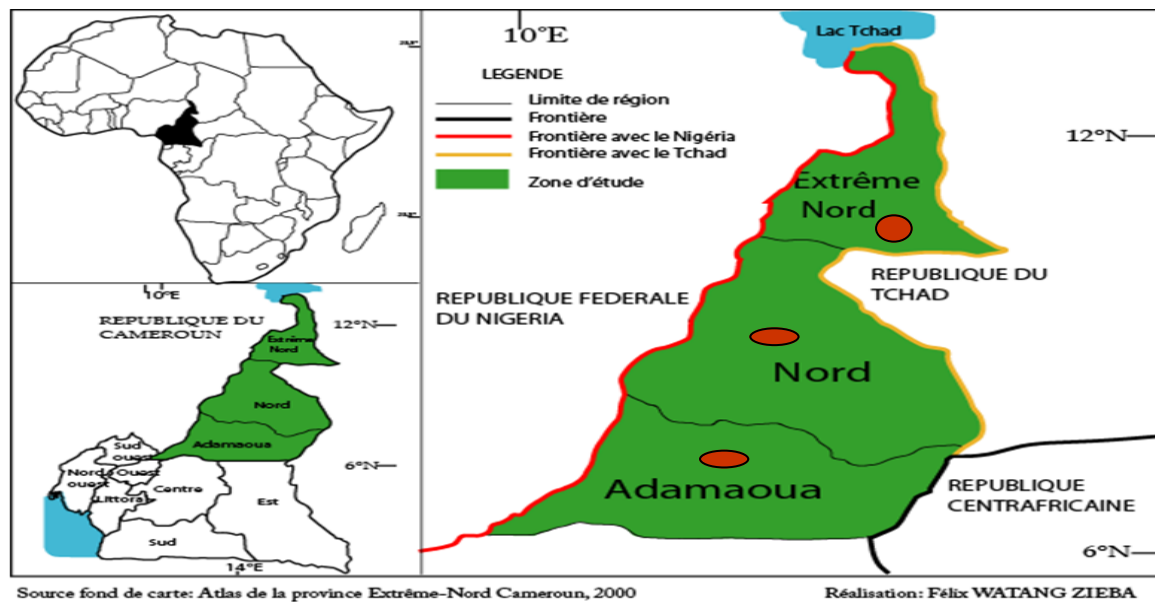 10°E
REPUBLIQUE DU
CAMEROUN
12°N
Extrême
Nord
Nord
Adamaoua
6°N
Sud
ouest
Nord
ouest
Ouest
Littoral
Centre
Est
Sud
14°E
10°E
Lac Tchad
LEGENDE
Limite de région
Frontière
Frontière avec le Nigéria
Frontière avec le Tchad
Zone d'étude
12°N
Extrême
Nord
REPUBLIQUE DU
TCHAD
REPUBLIQUE FEDERALE
DU NIGERIA
Nord
Adamaoua
REPUBLIQUE
CENTRAFRICAINE
6°N
Source fond de carte: Atlas de la province Extrême-Nord Cameroun, 2000
Réalisation: Félix WATANG ZIEBA